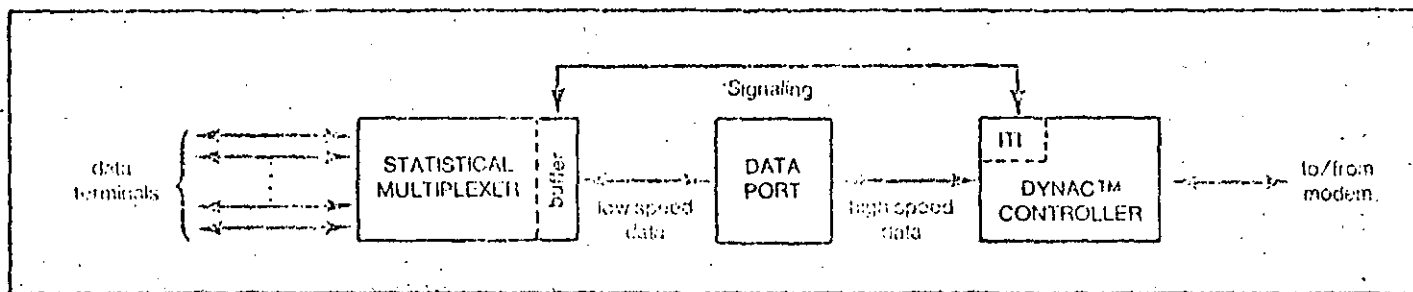 Signaling
data
terminals
STATISTICAL
MULTIPLEXER
buffer
low speed
data
DATA
PORT
high speed
data
ITI
DYNAC™
CONTROLLER
to/from
modem